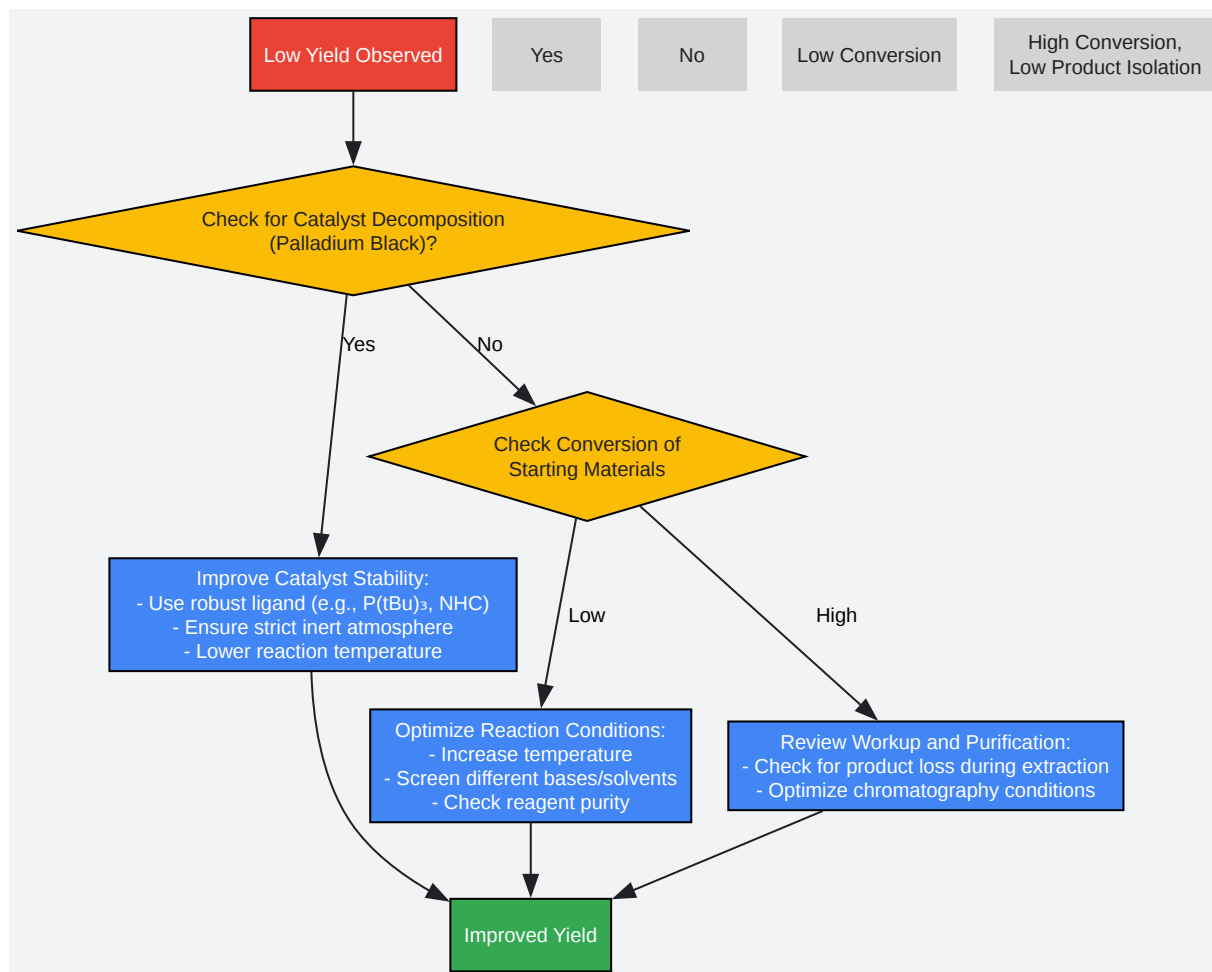 Low Yield Observed
Yes
No
Low Conversion
High Conversion,
Low Product Isolation
Check for Catalyst Decomposition
(Palladium Black)?
Yes
No
Check Conversion of
Starting Materials
Improve Catalyst Stability:
- Use robust ligand (e.g., P(tBu)₃, NHC)
- Ensure strict inert atmosphere
- Lower reaction temperature
Low
High
Optimize Reaction Conditions:
- Increase temperature
- Screen different bases/solvents
- Check reagent purity
Review Workup and Purification:
- Check for product loss during extraction
- Optimize chromatography conditions
Improved Yield